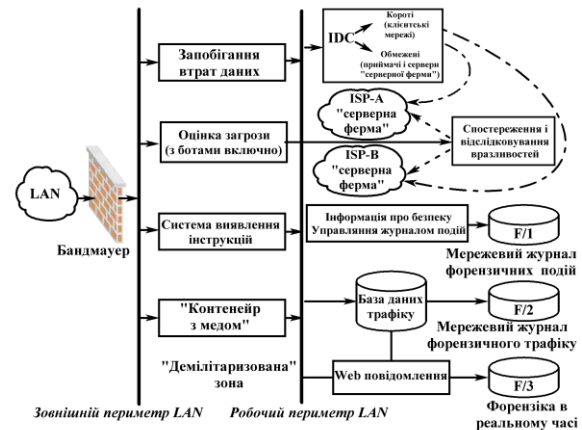 Короткі
(клієнтські
мережі)
IDC
Обмежені
(приймачі і сервери
"серверної ферми")
Запобігання
втрат даних
ISP-A
"серверна
ферма"
Оцінка загрози
(з ботами включно)
Спостереження і
відслідковування
вразливостей
ISP-B
"серверна
ферма"
LAN
Бандмауер
Система виявлення
інструкцій
Інформація про безпеку
Управляння журналом подій
F/1
Мережевий журнал
форензичних подій
"Контенейр
з медом"
База даних
трафіку
F/2
Мережевий журнал
форензичного трафіку
"Демілітаризована"
зона
Web повідомлення
F/3
Форензіка в
реальному часі
Зовнішній периметр LAN
Робочий периметр LAN